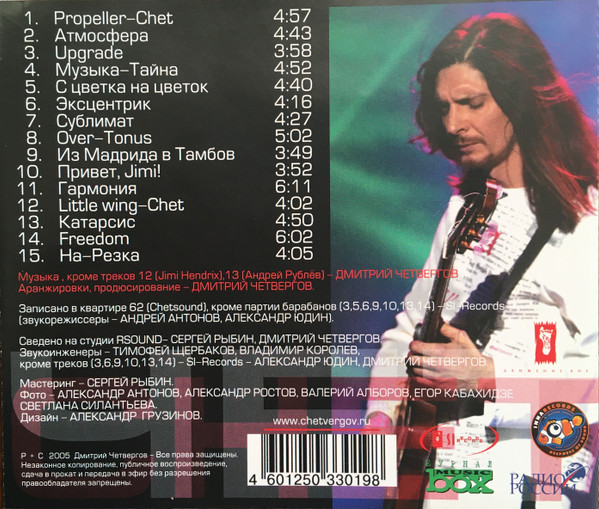 1. Propeller-Chet 4:57
2. Атмосфера 4:43
3. Upgrade 3:58
4. Музыка-Тайна 4:52
5. С цветка на цветок 4:40
6. Эксцентрик 4:16
7. Сублимат 4:27
8. Over-Tonus 5:02
9. Из Мадрида в Тамбов 3:49
10. Привет, Jimi! 3:52
11. Гармония 6:11
12. Little wing-Chet 4:02
13. Катарсис 4:50
14. Freedom 6:02
15. На-Резка 4:05
Музыка , кроме треков 12 (Jimi Hendrix),13 (Андрей Рублёв) – ДМИТРИЙ ЧЕТВЕРГОВ
Аранжировки, продюсирование – ДМИТРИЙ ЧЕТВЕРГОВ.
Записано в квартире 62 (Chetsound), кроме партии барабанов (3,5,6,9,10,13,14) – SI-Records
(звукорежиссеры – АНДРЕЙ АНТОНОВ, АЛЕКСАНДР ЮДИН).
Сведено на студии RSOUND– СЕРГЕЙ РЫБИН, ДМИТРИЙ ЧЕТВЕРГОВ.
Звукоинженеры – ТИМОФЕЙ ЩЕРБАКОВ, ВЛАДИМИР КОРОЛЕВ,
кроме треков (3,6,9,10,13,14) – SI-Records – АЛЕКСАНДР ЮДИН, ДМИТРИЙ ЧЕТВЕРГОВ.
Мастеринг – СЕРГЕЙ РЫБИН.
Фото – АЛЕКСАНДР АНТОНОВ, АЛЕКСАНДР РОСТОВ, ВАЛЕРИЙ АЛБОРОВ, ЕГОР КАБАХИДЗЕ
СВЕТЛАНА СИЛАНТЬЕВА.
Дизайн – АЛЕКСАНДР ГРУЗИНОВ.
www.chetvergov.ru
Р + С 2005 Дмитрий Четвергов – Все права защищены.
Незаконное копирование, публичное воспроизведение,
сдача в прокат и передача в эфир без разрешения
правообладателя запрещены.
4 601250 330198
SI RECORDS
ЖУРНАЛ
MUSIC
box
РАДИО
РОССИИ